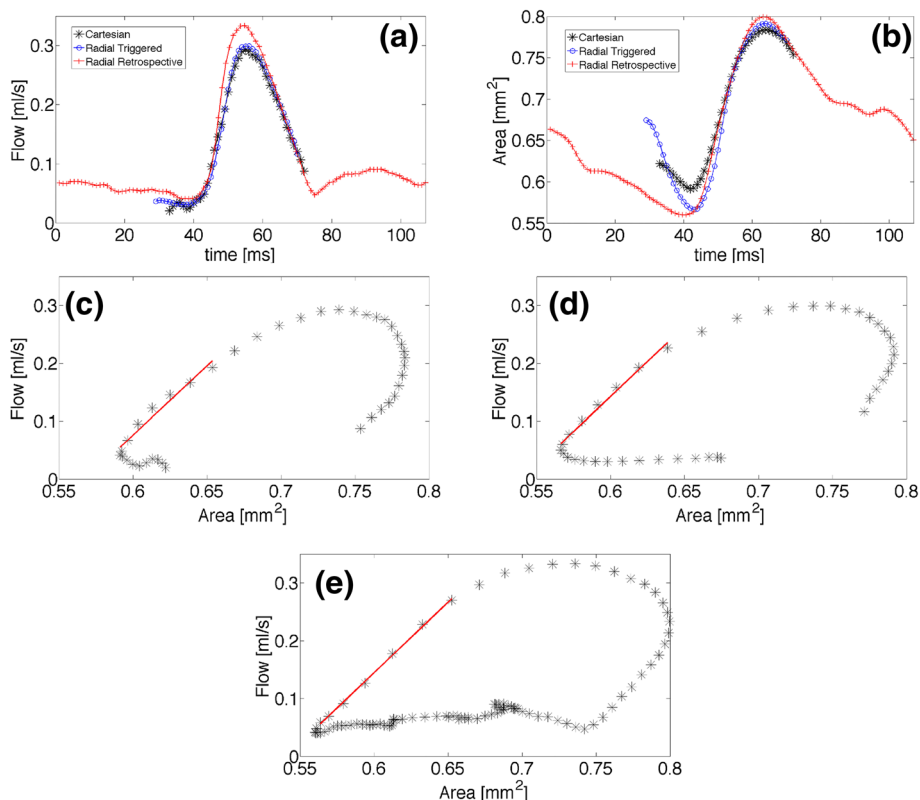 (a)
Cartesian
Radial Triggered
Radial Retrospective
Flow [ml/s]
0.3
0.2
0.1
0
0 20 40 60 80 100
time [ms]
(b)
Cartesian
Radial Triggered
Radial Retrospective
Area [mm²]
0.8
0.75
0.7
0.65
0.6
0.55
0 20 40 60 80 100
time [ms]
(c)
Flow [ml/s]
0.3
0.2
0.1
0
0.55 0.6 0.65 0.7 0.75 0.8
Area [mm²]
(d)
Flow [ml/s]
0.3
0.2
0.1
0
0.55 0.6 0.65 0.7 0.75 0.8
Area [mm²]
(e)
Flow [ml/s]
0.3
0.2
0.1
0
0.55 0.6 0.65 0.7 0.75 0.8
Area [mm²]